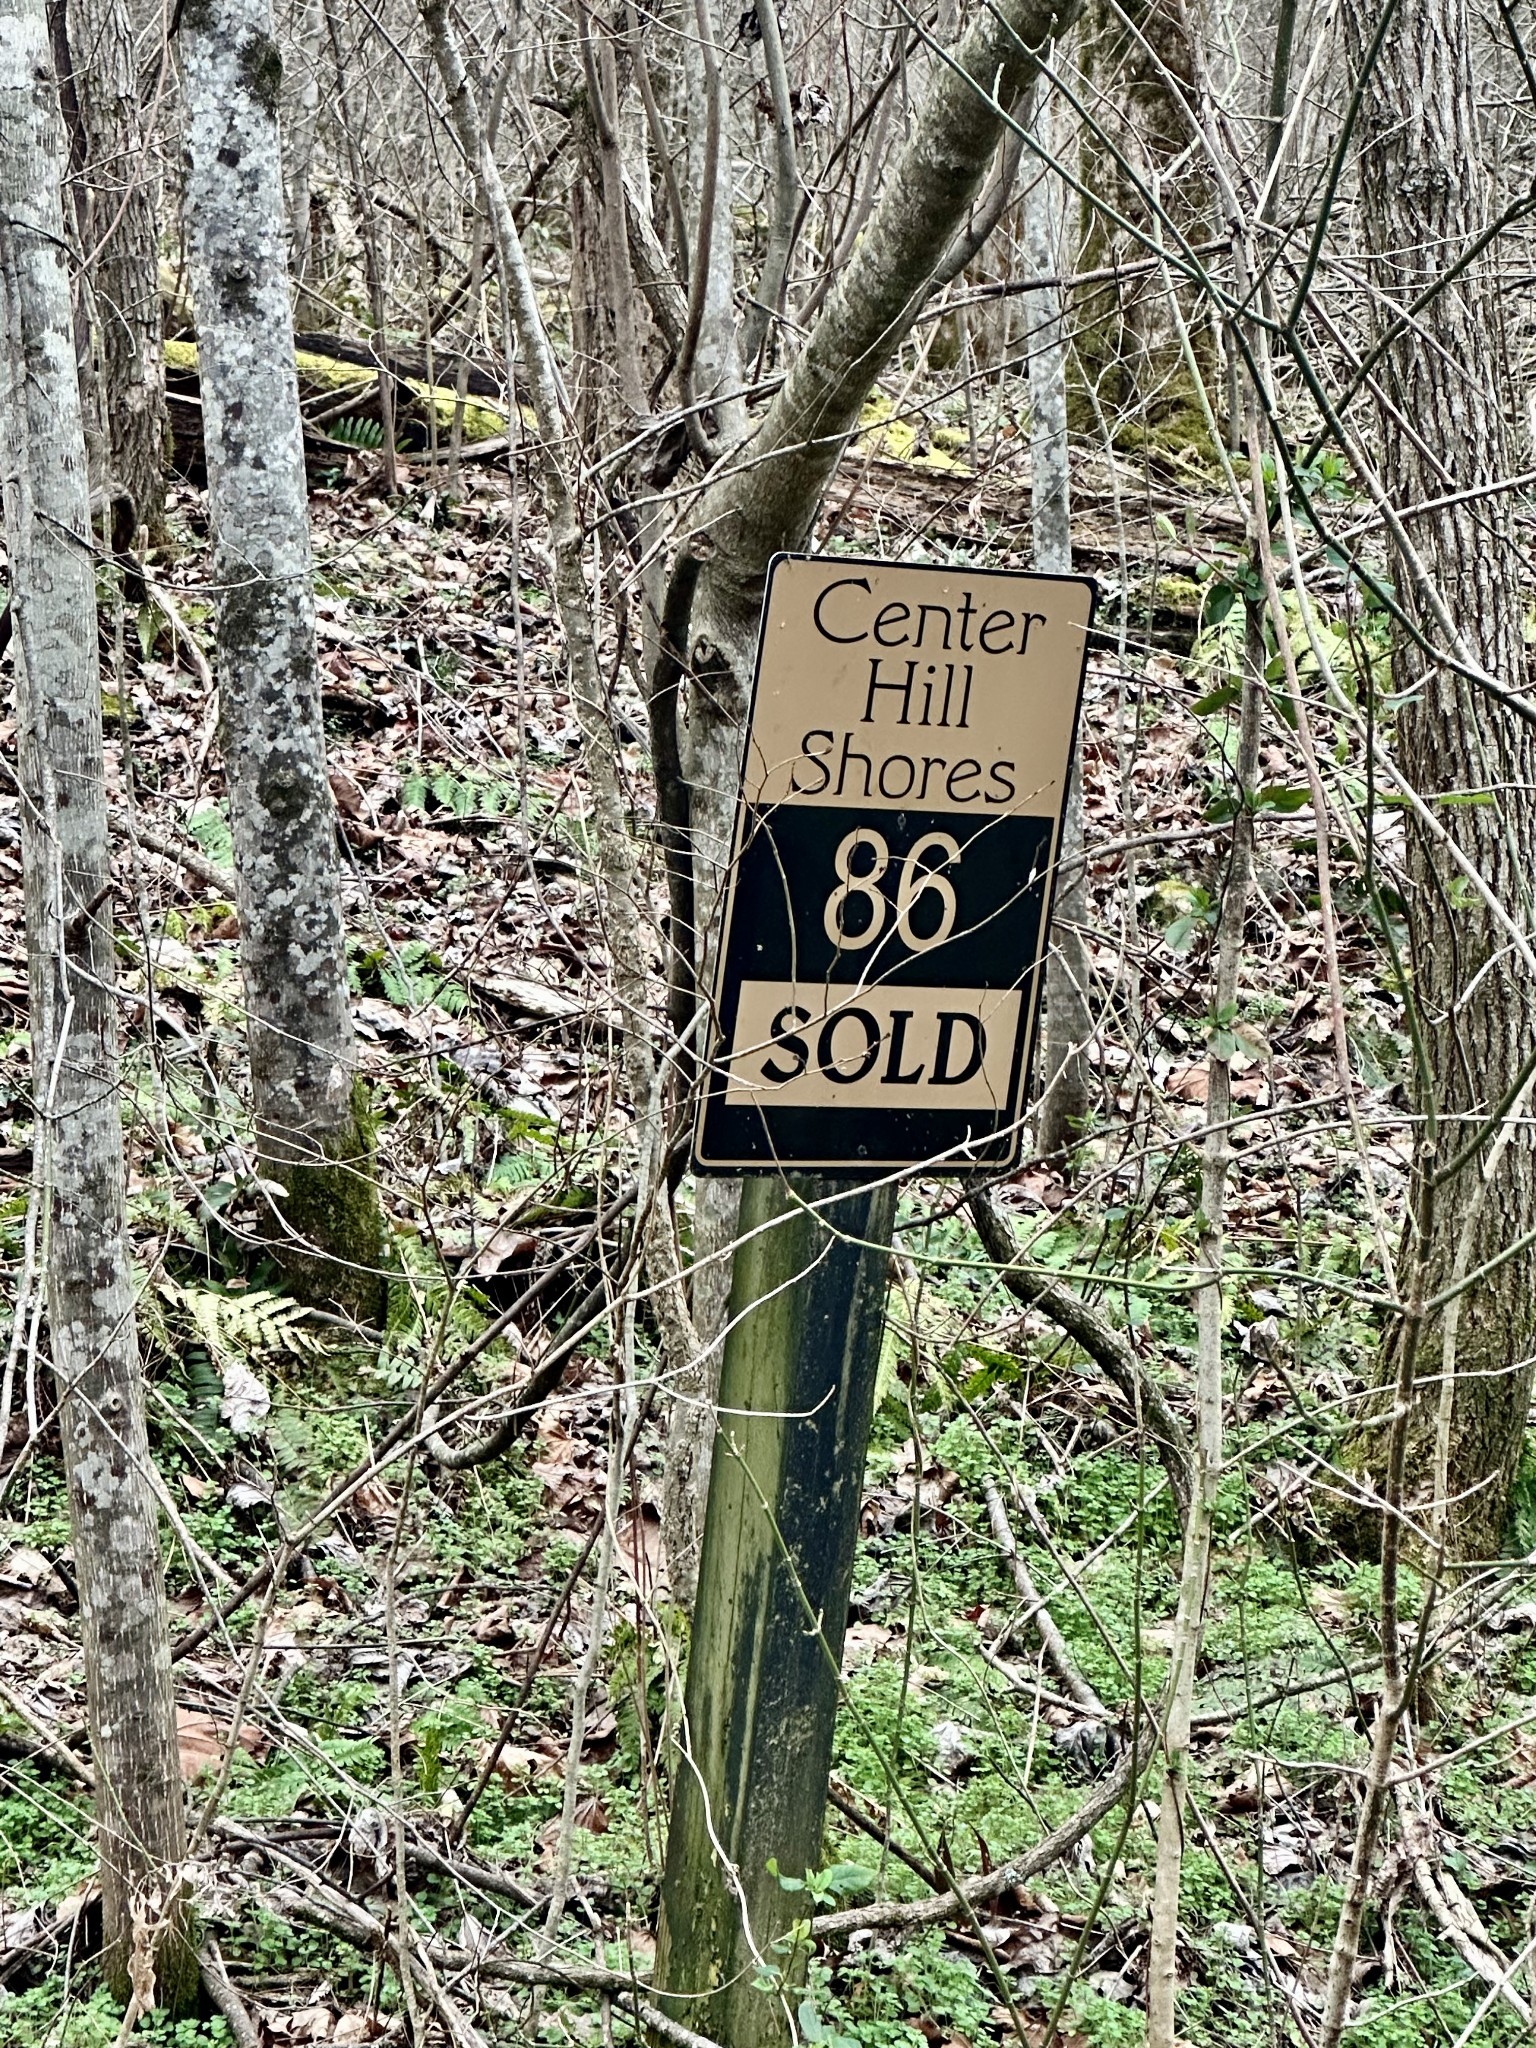 Center
Hill
Shores
86
SOLD